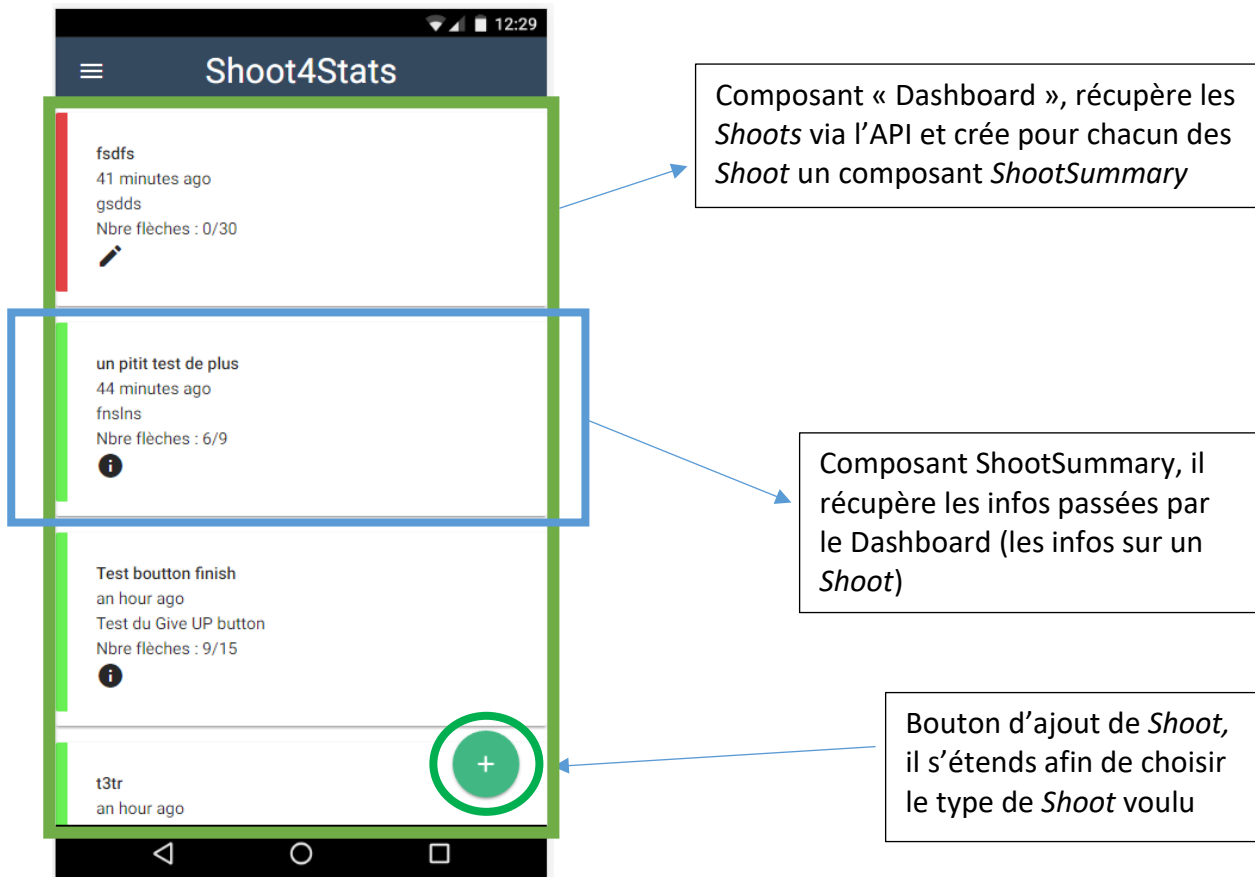 12:29
Shoot4Stats
fsdfs
41 minutes ago
gsdds
Nbre flèches : 0/30
un pitit test de plus
44 minutes ago
fnslns
Nbre flèches : 6/9
Test boutton finish
an hour ago
Test du Give UP button
Nbre flèches : 9/15
t3tr
an hour ago
Composant « Dashboard », récupère les
Shoots via l’API et crée pour chacun des
Shoot un composant ShootSummary
Composant ShootSummary, il
récupère les infos passées par
le Dashboard (les infos sur un
Shoot)
Bouton d’ajout de Shoot,
il s’étends afin de choisir
le type de Shoot voulu